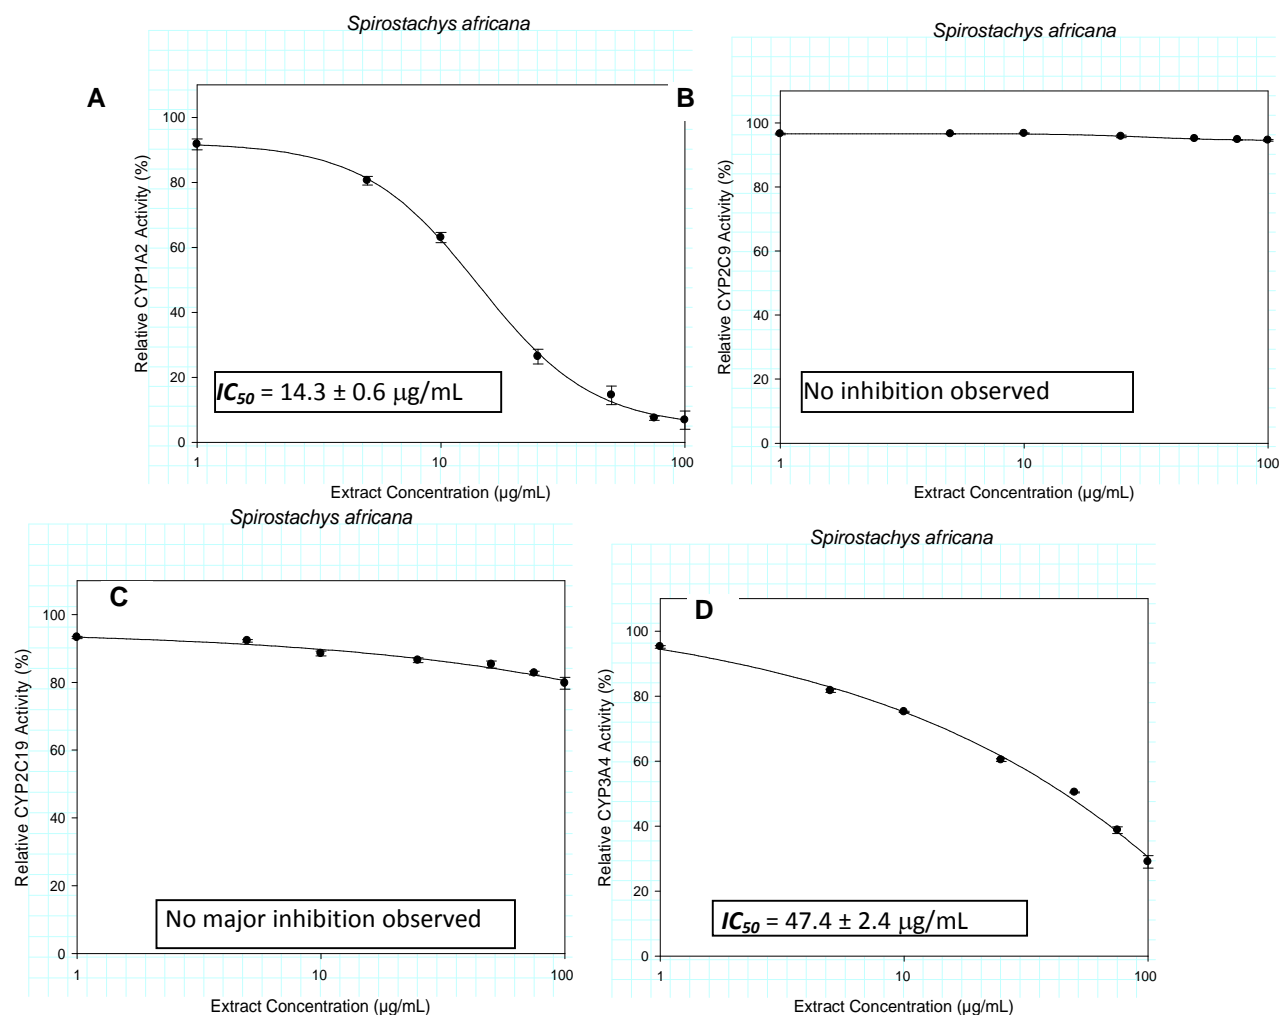 Spirostachys africana
A
Relative CYP1A2 Activity (%)
100
80
60
40
20
0
IC50 = 14.3 ± 0.6 µg/mL
1
10
100
Extract Concentration (µg/mL)
Spirostachys africana
B
Relative CYP2C9 Activity (%)
100
80
60
40
20
0
No inhibition observed
1
10
100
Extract Concentration (µg/mL)
Spirostachys africana
C
Relative CYP2C19 Activity (%)
100
80
60
40
20
0
No major inhibition observed
1
10
100
Extract Concentration (µg/mL)
Spirostachys africana
D
Relative CYP3A4 Activity (%)
100
80
60
40
20
0
IC50 = 47.4 ± 2.4 µg/mL
1
10
100
Extract Concentration (µg/mL)